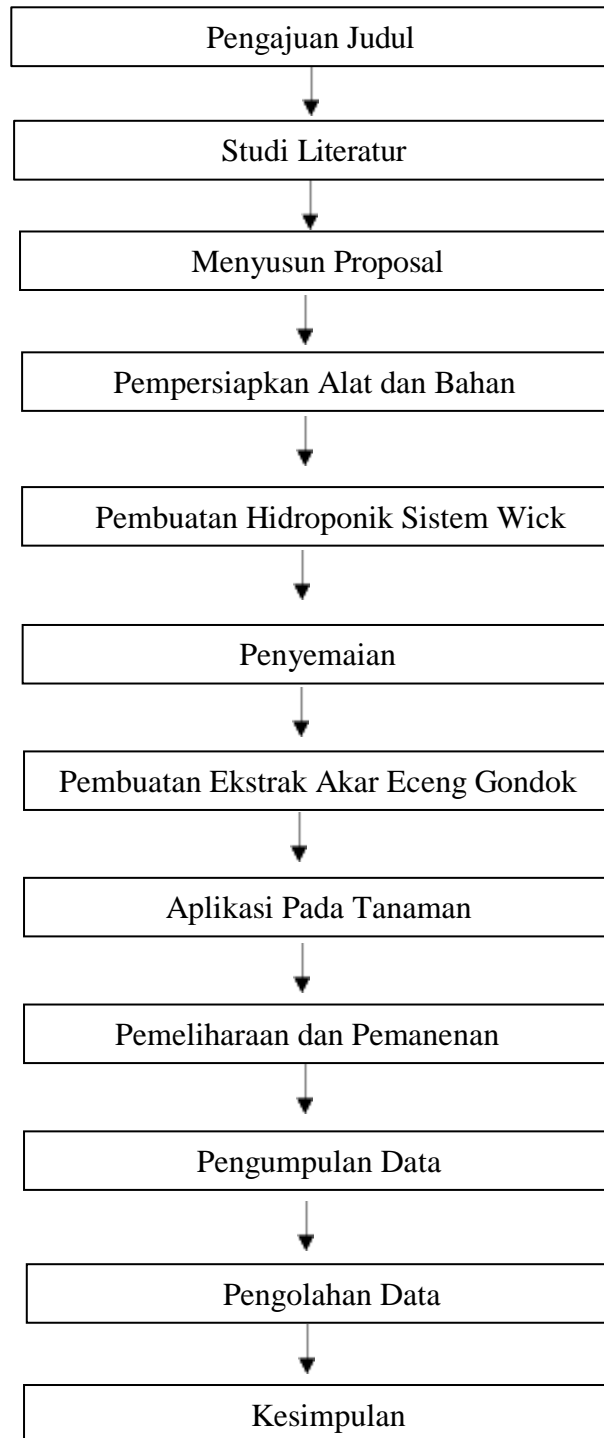 Pengajuan Judul
Studi Literatur
Menyusun Proposal
Pempersiapkan Alat dan Bahan
Pembuatan Hidroponik Sistem Wick
Penyemaian
Pembuatan Ekstrak Akar Eceng Gondok
Aplikasi Pada Tanaman
Pemeliharaan dan Pemanenan
Pengumpulan Data
Pengolahan Data
Kesimpulan